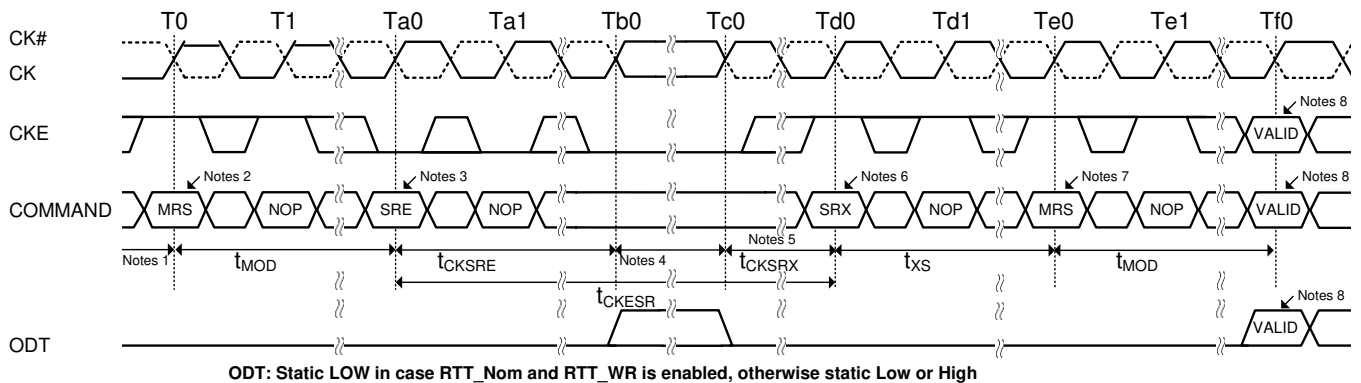 T0 T1 Ta0 Ta1 Tb0 Tc0 Td0 Td1 Te0 Te1 Tf0
CK#
CK
Notes 8
CKE
VALID
Notes 2 Notes 3 Notes 6 Notes 7 Notes 8
COMMAND MRS NOP SRE NOP SRX NOP MRS NOP VALID
Notes 1 tMOD tCKSRE Notes 4 Notes 5 tCKSRX tXS tMOD
tCKESR
Notes 8
ODT VALID
ODT: Static LOW in case RTT_Nom and RTT_WR is enabled, otherwise static Low or High